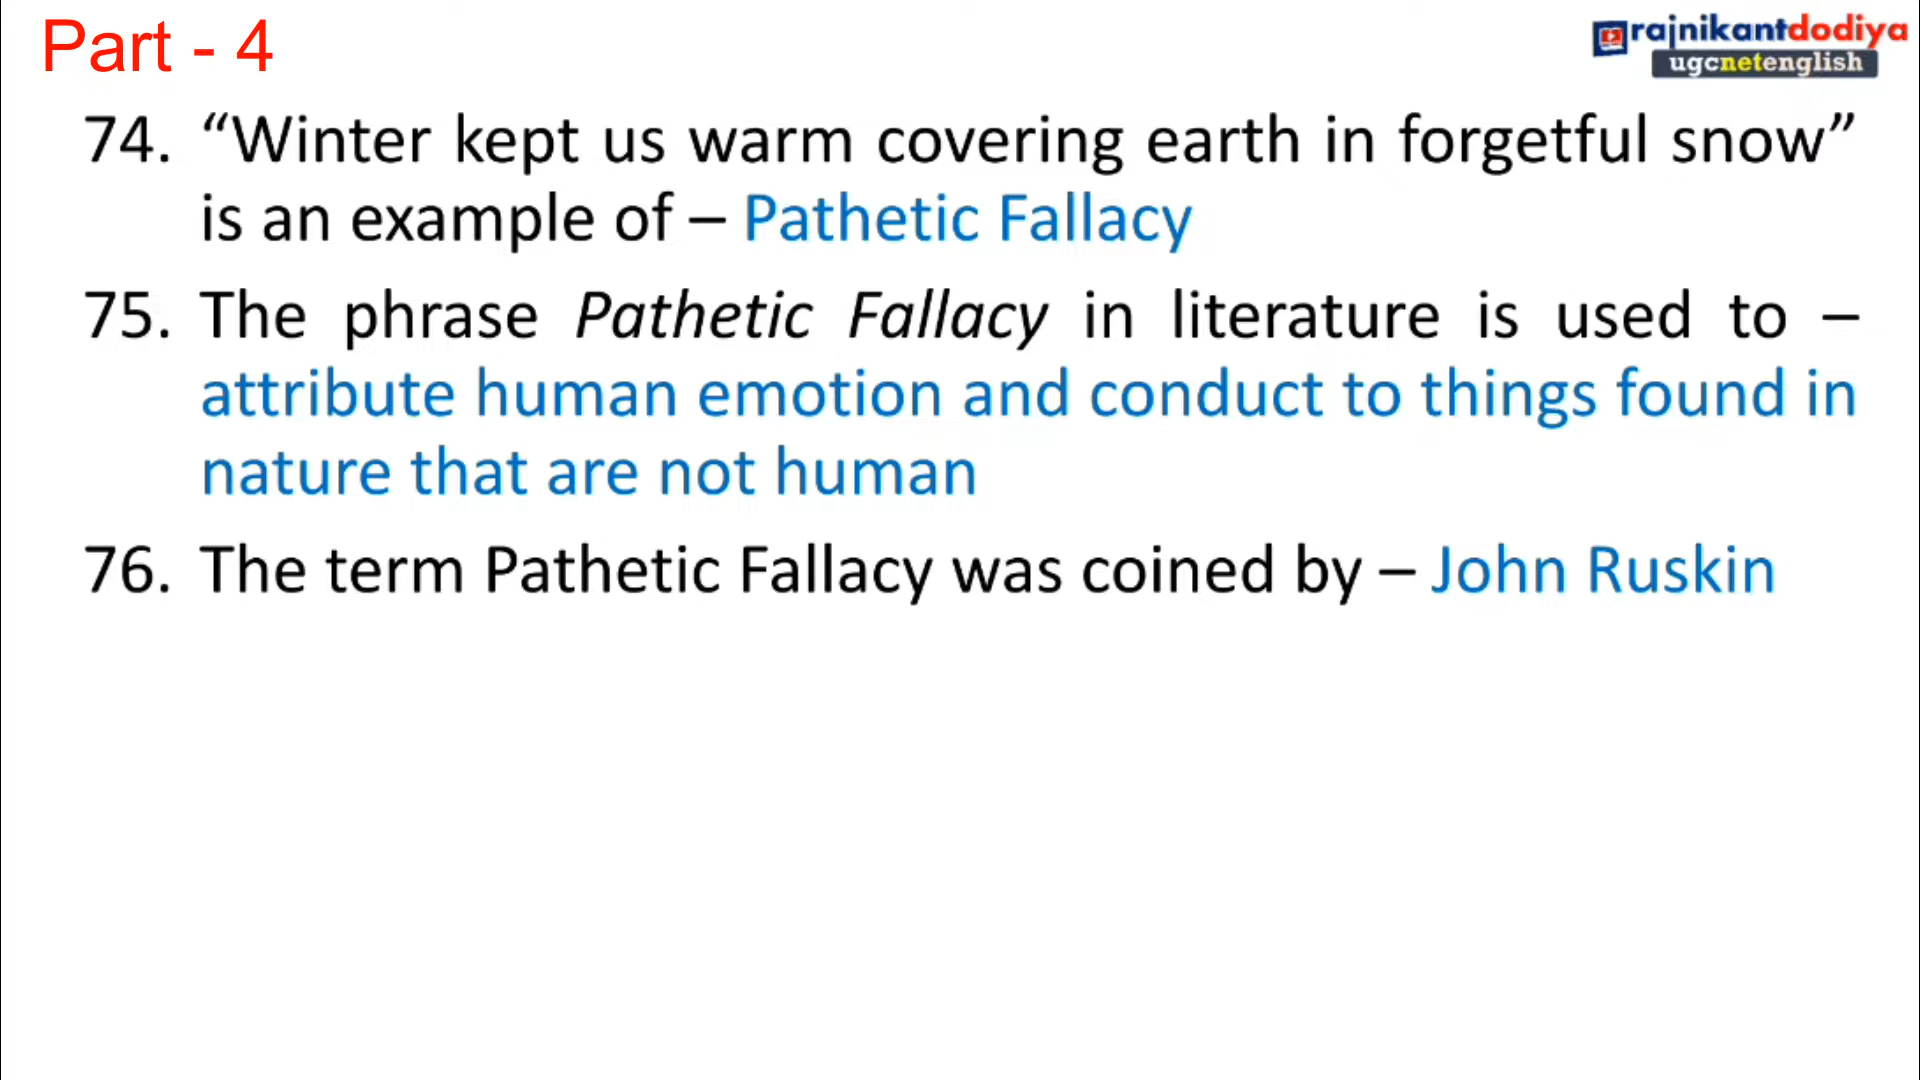 Part - 4
rajnikantdodiya
ugcnetenglish
74. “Winter kept us warm covering earth in forgetful snow”
is an example of – Pathetic Fallacy
75. The phrase Pathetic Fallacy in literature is used to –
attribute human emotion and conduct to things found in
nature that are not human
76. The term Pathetic Fallacy was coined by – John Ruskin